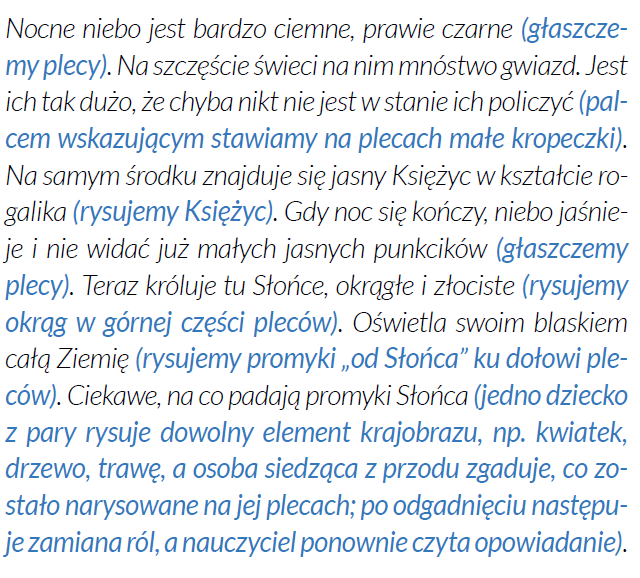 Nocne niebo jest bardzo ciemne, prawie czarne (głaszcze-
my plecy). Na szczęście świeci na nim mnóstwo gwiazd. Jest
ich tak dużo, że chyba nikt nie jest w stanie ich policzyć (pal-
cem wskazującym stawiamy na plecach małe kropeczki).
Na samym środku znajduje się jasny Księżyc w kształcie ro-
galika (rysujemy Księżyc). Gdy noc się kończy, niebo jaśnie-
je i nie widać już małych jasnych punkcików (głaszczemy
plecy). Teraz króluje tu Słońce, okrągłe i złociste (rysujemy
okrąg w górnej części pleców). Oświetla swoim blaskiem
całą Ziemię (rysujemy promyki „od Słońca” ku dołowi ple-
ców). Ciekawe, na co padają promyki Słońca (jedno dziecko
z pary rysuje dowolny element krajobrazu, np. kwiatek,
drzewo, trawę, a osoba siedząca z przodu zgaduje, co zo-
stało narysowane na jej plecach; po odgadnięciu następu-
je zamiana ról, a nauczyciel ponownie czyta opowiadanie).